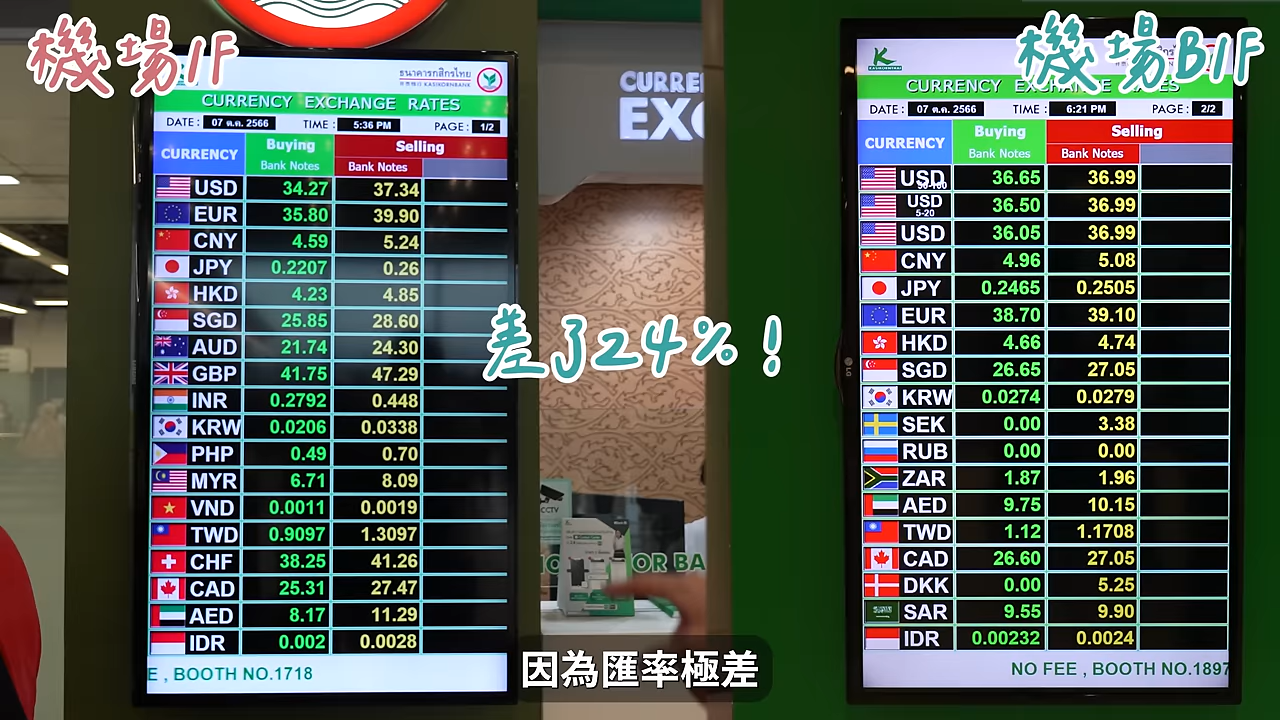 機場1F
ธนาคารกสิกรไทย
开泰银行 KASIKORNBANK
CURRENCY EXCHANGE RATES
DATE : 07 ต.ค. 2566 TIME : 5:36 PM PAGE : 1/2
CURRENCY Buying Selling
Bank Notes Bank Notes
USD 34.27 37.34
EUR 35.80 39.90
CNY 4.59 5.24
JPY 0.2207 0.26
HKD 4.23 4.85
SGD 25.85 28.60
AUD 21.74 24.30
GBP 41.75 47.29
INR 0.2792 0.448
KRW 0.0206 0.0338
PHP 0.49 0.70
MYR 6.71 8.09
VND 0.0011 0.0019
TWD 0.9097 1.3097
CHF 38.25 41.26
CAD 25.31 27.47
AED 8.17 11.29
IDR 0.002 0.0028
E , BOOTH NO.1718
CURRE
EXC
差了24%!
CCTV
OR BA
機場B1F
K
KASIKORNTHAI
CURRENCY EXCHANGE RATES
DATE : 07 ต.ค. 2566 TIME : 6:21 PM PAGE : 2/2
CURRENCY Buying Selling
Bank Notes Bank Notes
USD 50-100 36.65 36.99
USD 5-20 36.50 36.99
USD 36.05 36.99
CNY 4.96 5.08
JPY 0.2465 0.2505
EUR 38.70 39.10
HKD 4.66 4.74
SGD 26.65 27.05
KRW 0.0274 0.0279
SEK 0.00 3.38
RUB 0.00 0.00
ZAR 1.87 1.96
AED 9.75 10.15
TWD 1.12 1.1708
CAD 26.60 27.05
DKK 0.00 5.25
SAR 9.55 9.90
IDR 0.00232 0.0024
NO FEE , BOOTH NO.1897
LG
因為匯率極差